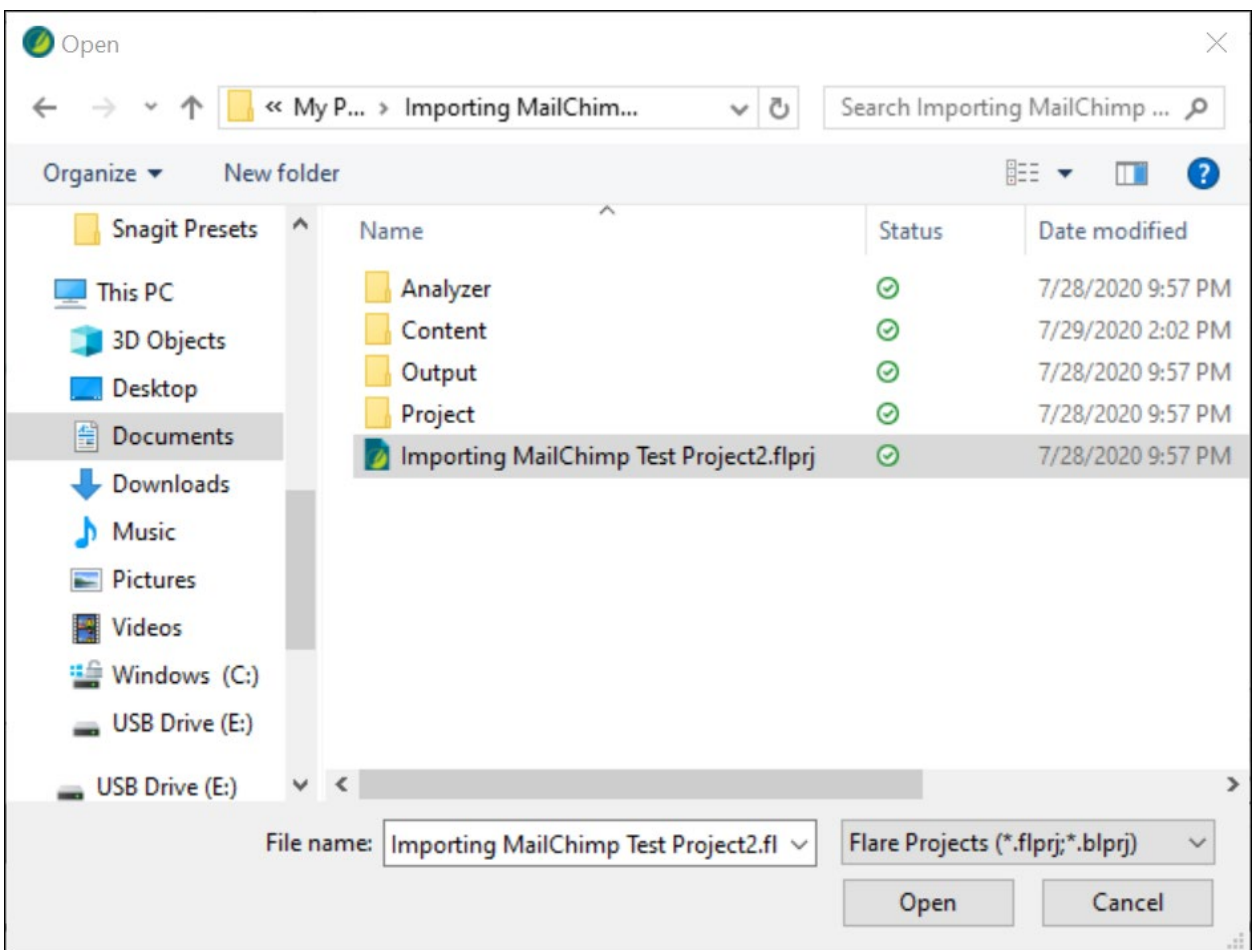 Open
« My P... › Importing MailChim...
Search Importing MailChimp ...
Organize
New folder
?
Name
Status
Date modified
Snagit Presets
This PC
3D Objects
Desktop
Documents
Downloads
Music
Pictures
Videos
Windows (C:)
USB Drive (E:)
USB Drive (E:)
Analyzer 7/28/2020 9:57 PM
Content 7/29/2020 2:02 PM
Output 7/28/2020 9:57 PM
Project 7/28/2020 9:57 PM
Importing MailChimp Test Project2.flprj 7/28/2020 9:57 PM
File name: Importing MailChimp Test Project2.fl
Flare Projects (*.flprj;*.blprj)
Open
Cancel